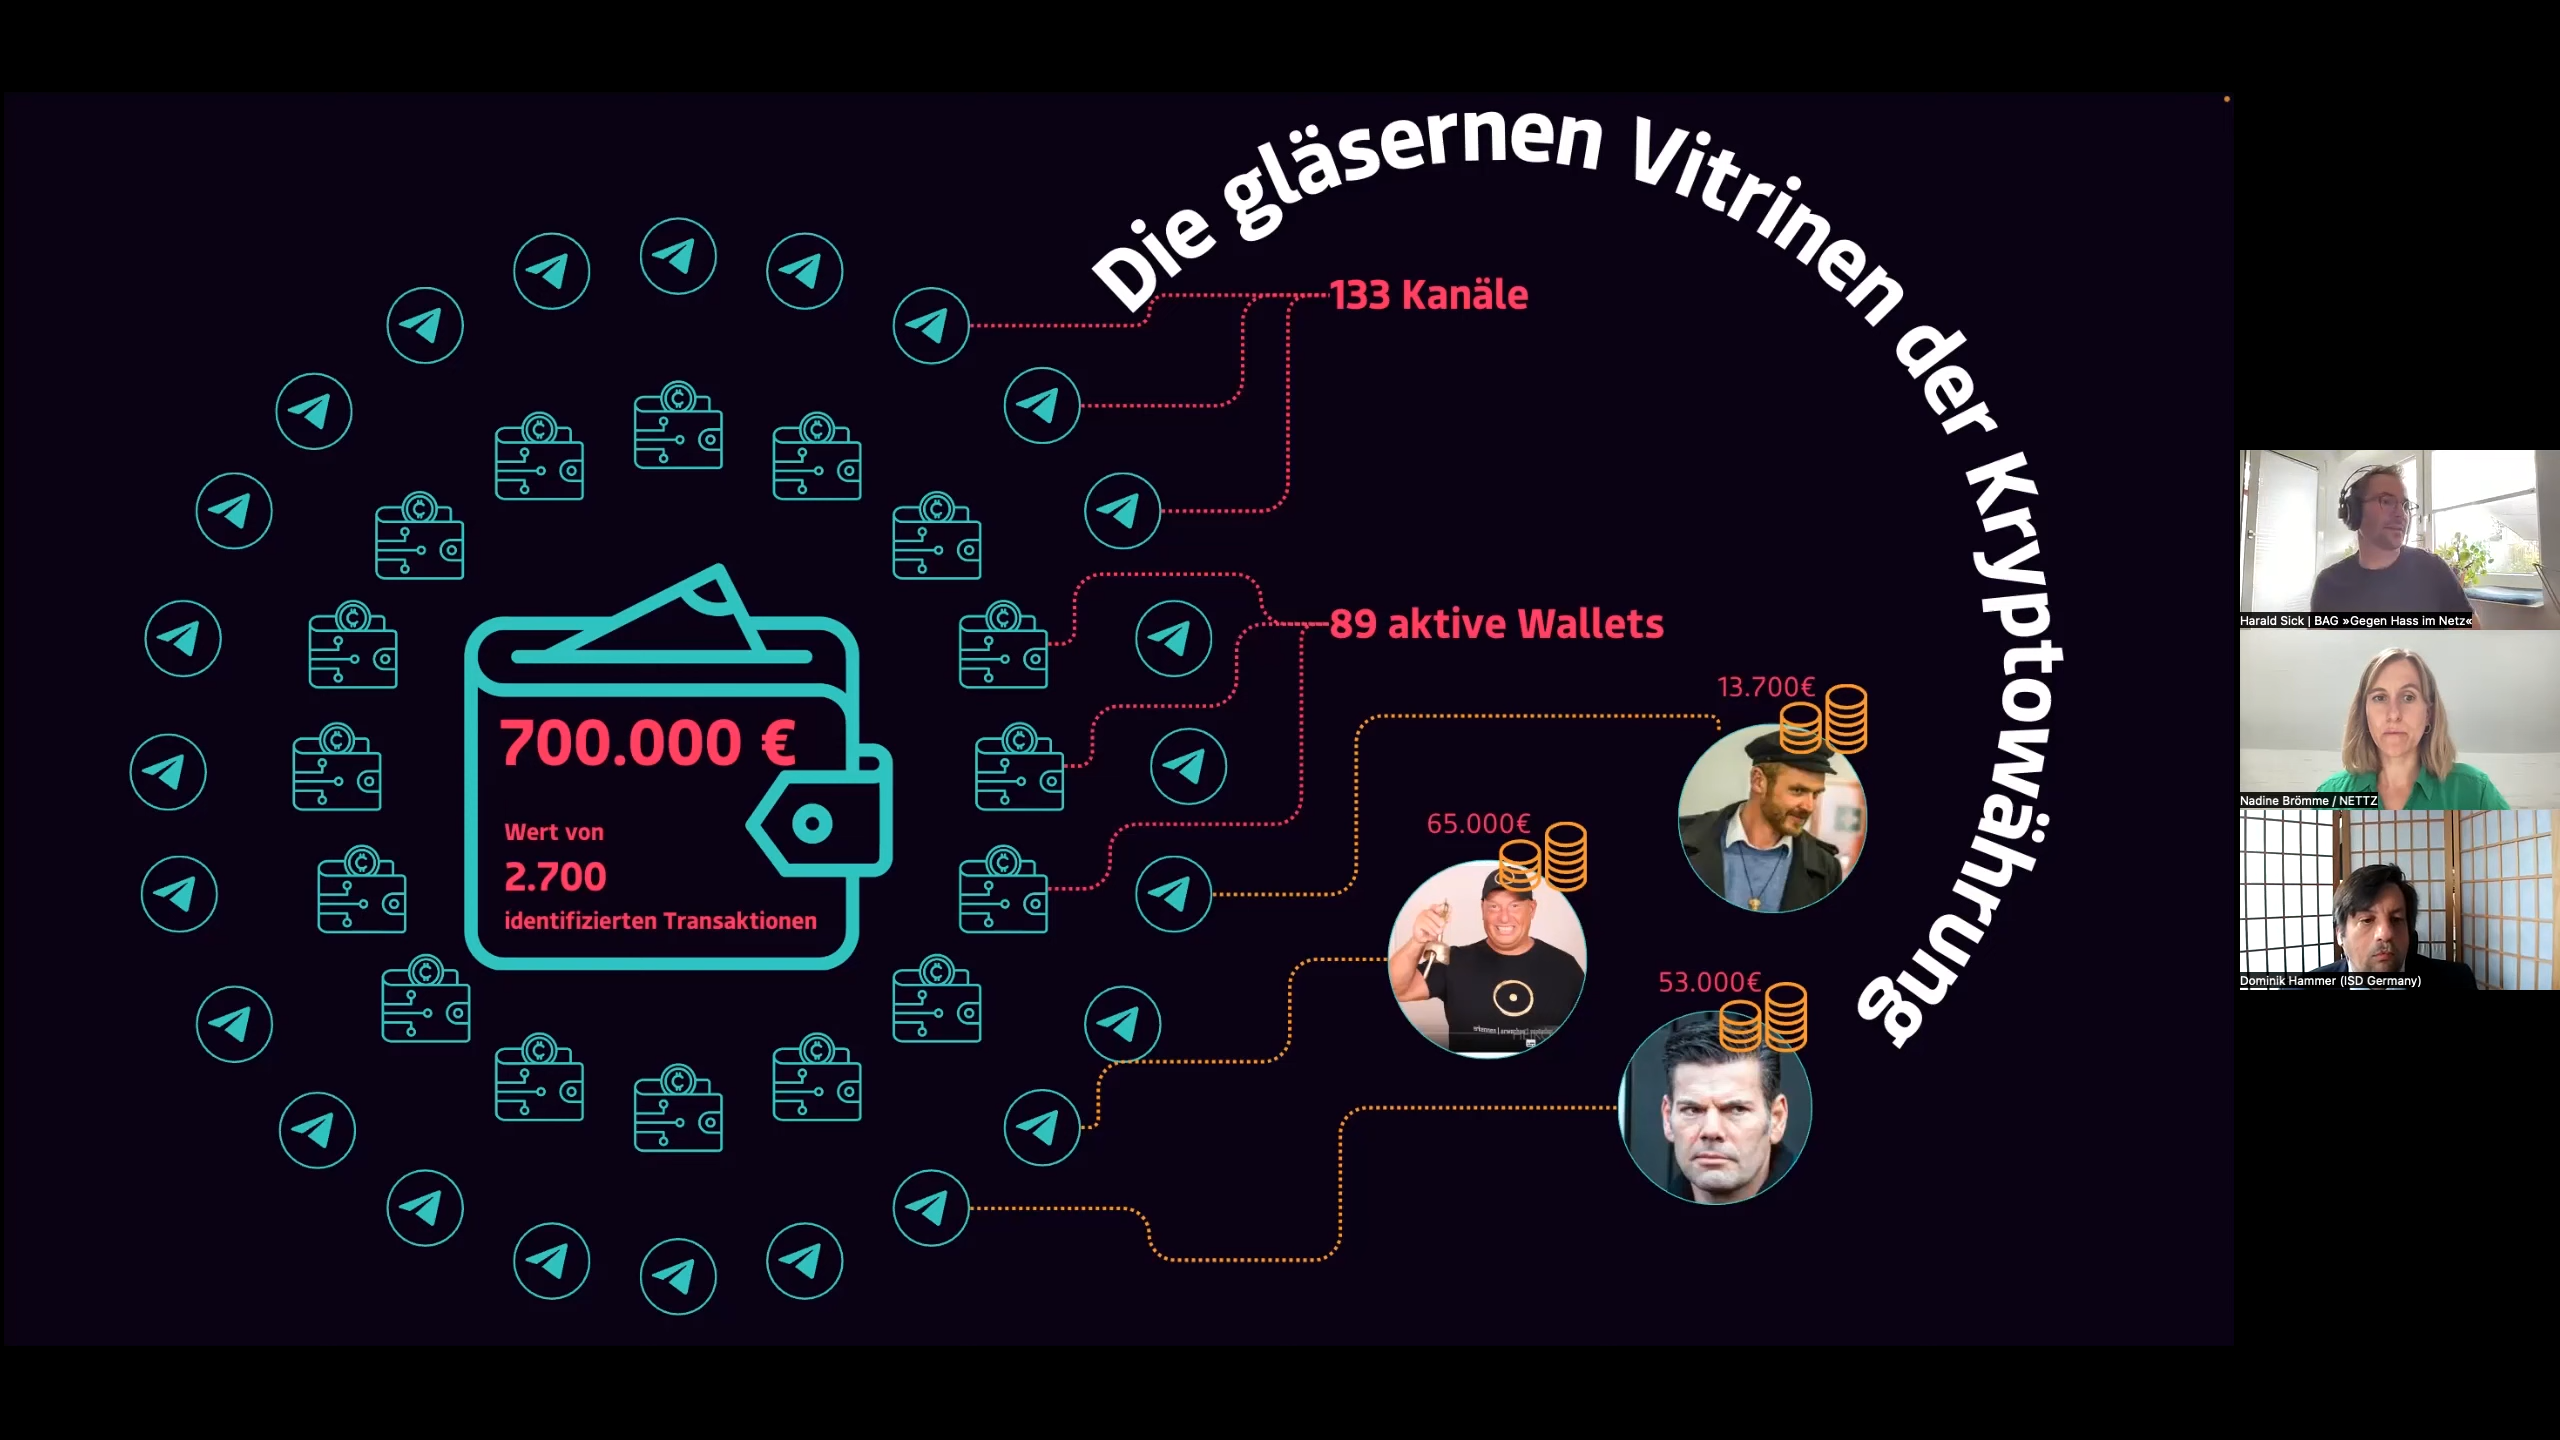 Die gläsernen Vitrinen der Kryptowährung
133 Kanäle
89 aktive Wallets
700.000 €
Wert von
2.700
identifizierten Transaktionen
13.700€
65.000€
53.000€
Harald Sick | BAG »Gegen Hass im Netz«
Nadine Brömme / NETTZ
Dominik Hammer (ISD Germany)